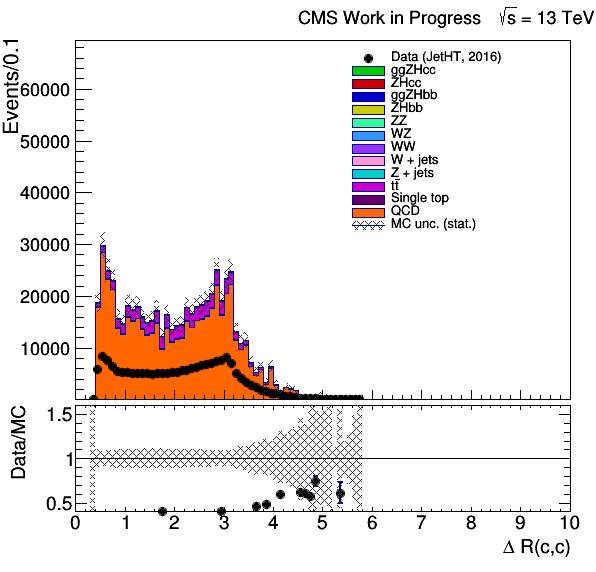 CMS Work in Progress √s = 13 TeV
Events/0.1
Data (JetHT, 2016)
ggZHcc
ZHcc
ggZHbb
ZHbb
ZZ
WZ
WW
W + jets
Z + jets
tt̄
Single top
QCD
MC unc. (stat.)
60000
50000
40000
30000
20000
10000
Data/MC
1.5
1
0.5
0 1 2 3 4 5 6 7 8 9 10
Δ R(c,c)